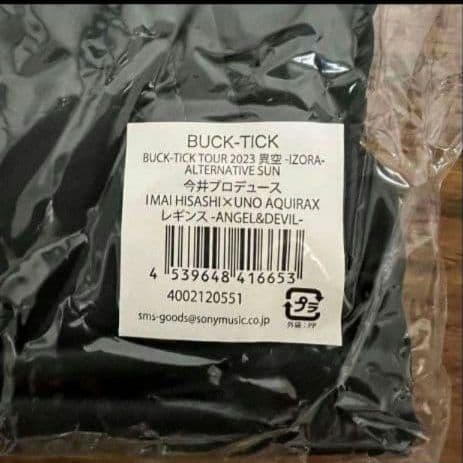 BUCK-TICK
BUCK-TICK TOUR 2023 異空 -IZORA-
ALTERNATIVE SUN
今井プロデュース
IMAI HISASHI×UNO AQUIRAX
レギンス -ANGEL&DEVIL-
4 539648 416653
4002120551
プラ
外袋:PP
sms-goods@sonymusic.co.jp